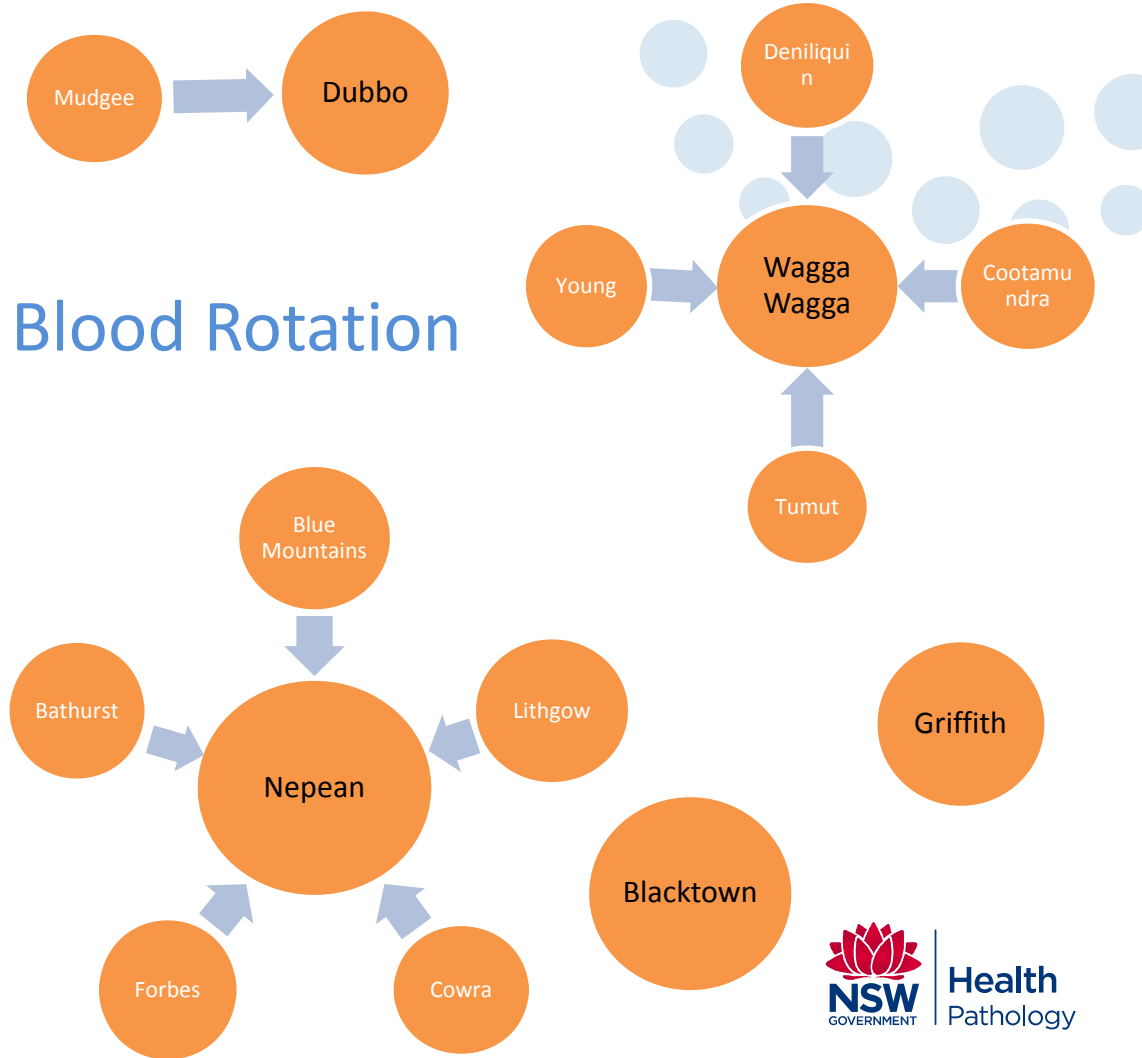 Mudgee
Dubbo
Deniliqui
n
Young
Wagga
Wagga
Cootamu
ndra
Blood Rotation
Tumut
Blue
Mountains
Bathurst
Lithgow
Nepean
Griffith
Blacktown
Forbes
Cowra
NSW
GOVERNMENT
Health
Pathology